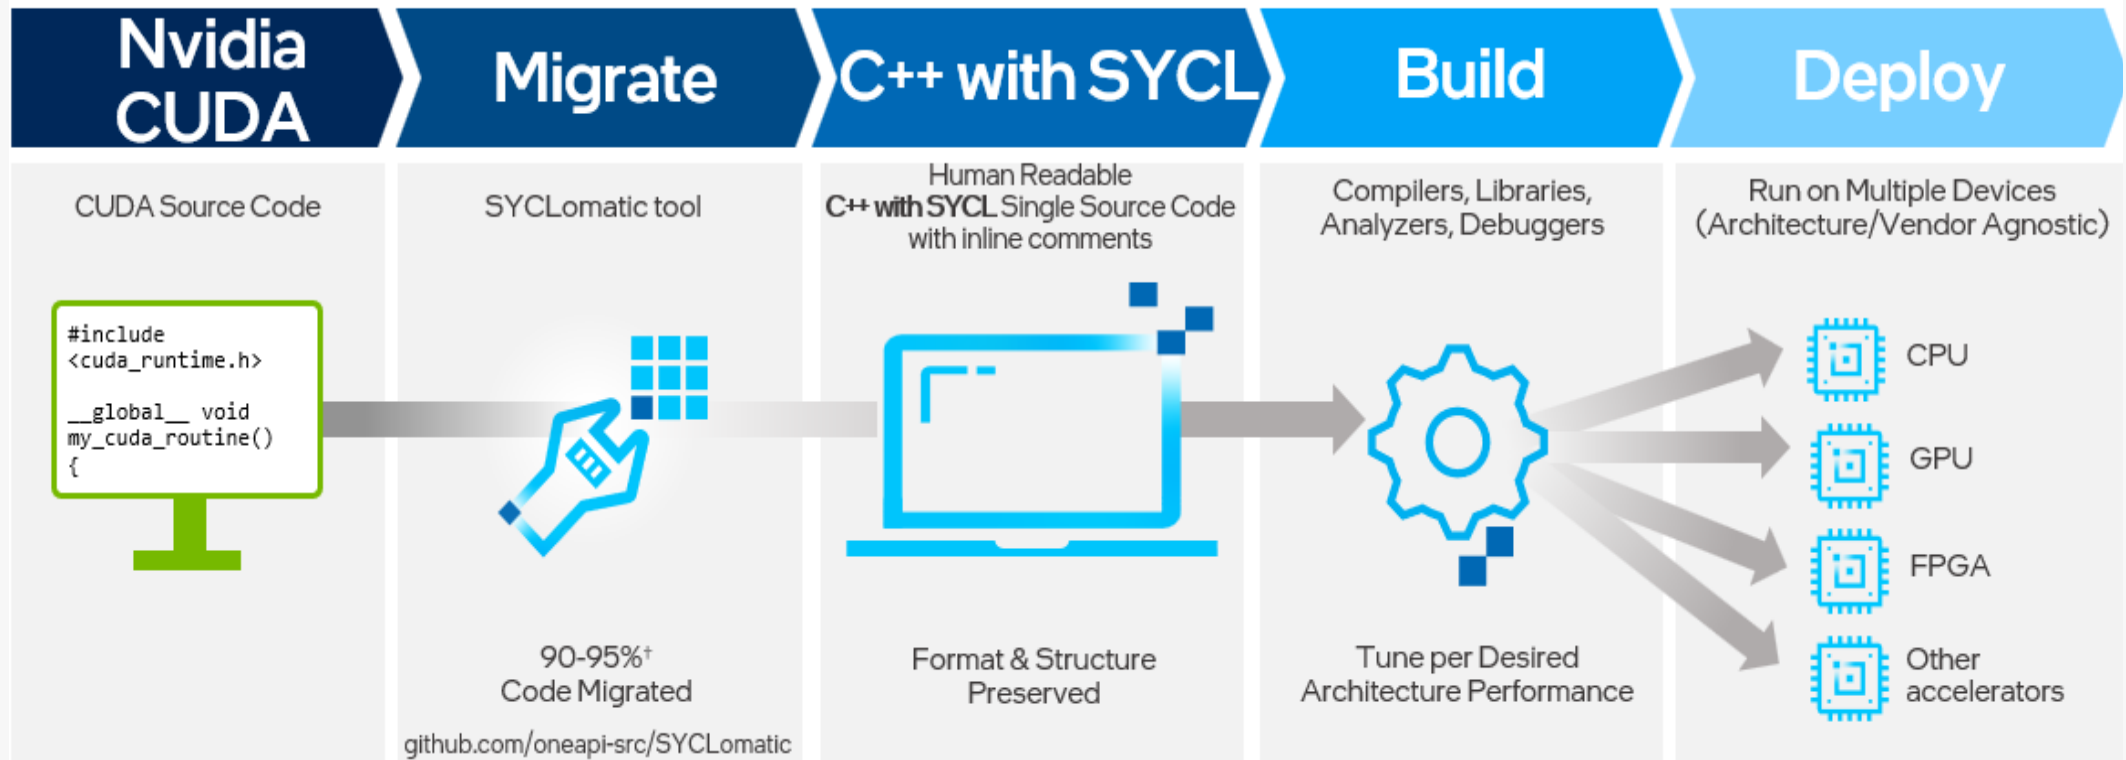 Nvidia
CUDA
Migrate
C++ with SYCL
Build
Deploy
CUDA Source Code
#include
<cuda_runtime.h>
__global__ void
my_cuda_routine()
{
SYCLomatic tool
90-95%†
Code Migrated
github.com/oneapi-src/SYCLomatic
Human Readable
C++ with SYCL Single Source Code
with inline comments
Format & Structure
Preserved
Compilers, Libraries,
Analyzers, Debuggers
Tune per Desired
Architecture Performance
Run on Multiple Devices
(Architecture/Vendor Agnostic)
CPU
GPU
FPGA
Other
accelerators